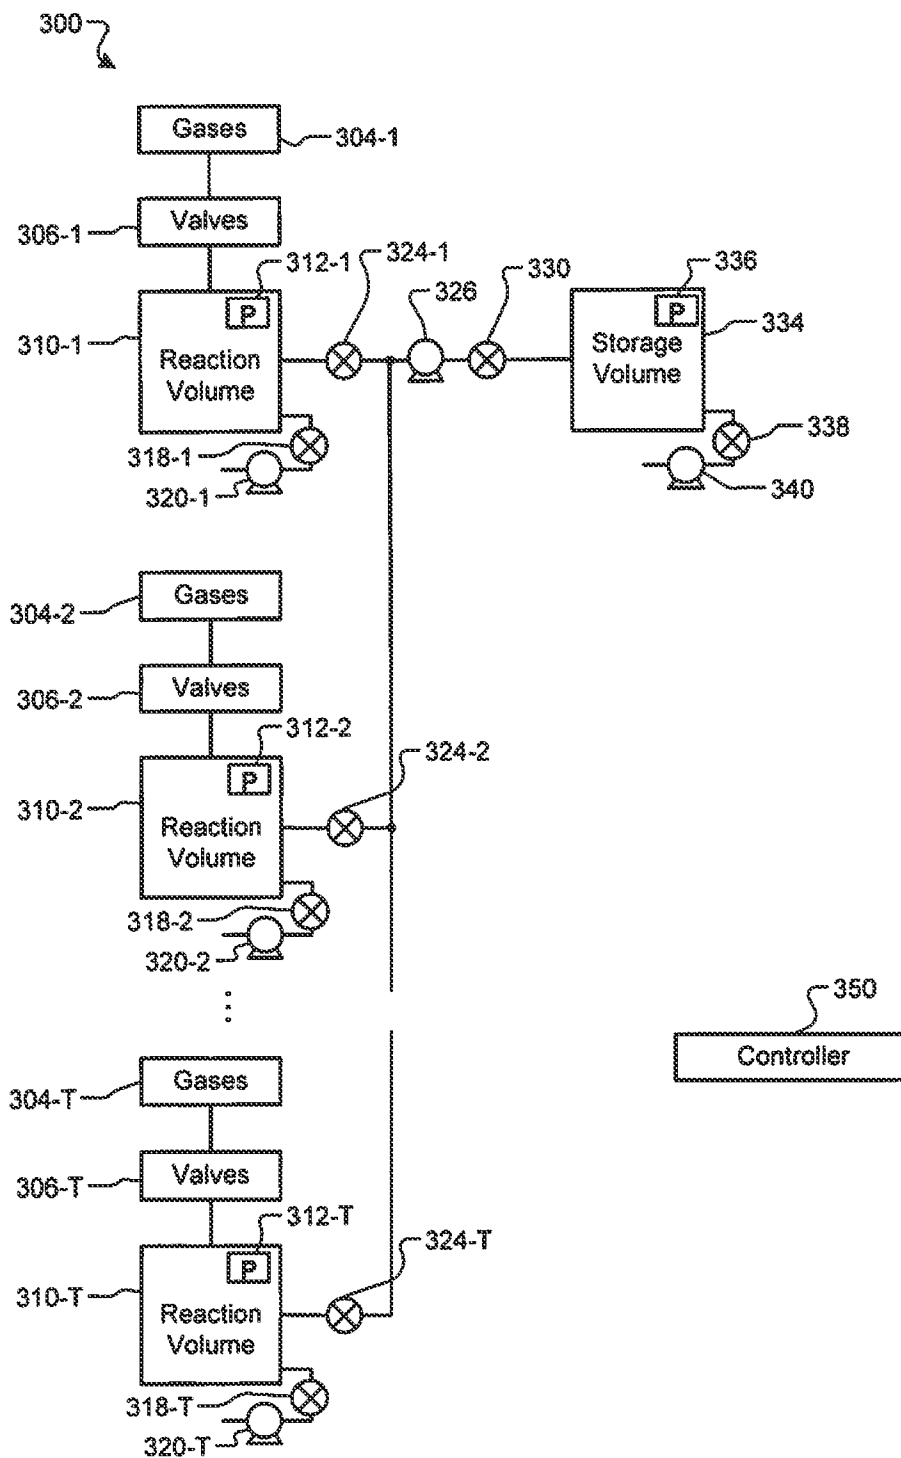 300
Gases
304-1
Valves
306-1
312-1
324-1
330
336
326
P
P
334
310-1
Reaction
Volume
Storage
Volume
318-1
338
320-1
340
Gases
304-2
Valves
306-2
312-2
324-2
P
310-2
Reaction
Volume
318-2
320-2
350
Controller
Gases
304-T
Valves
306-T
312-T
324-T
P
310-T
Reaction
Volume
318-T
320-T